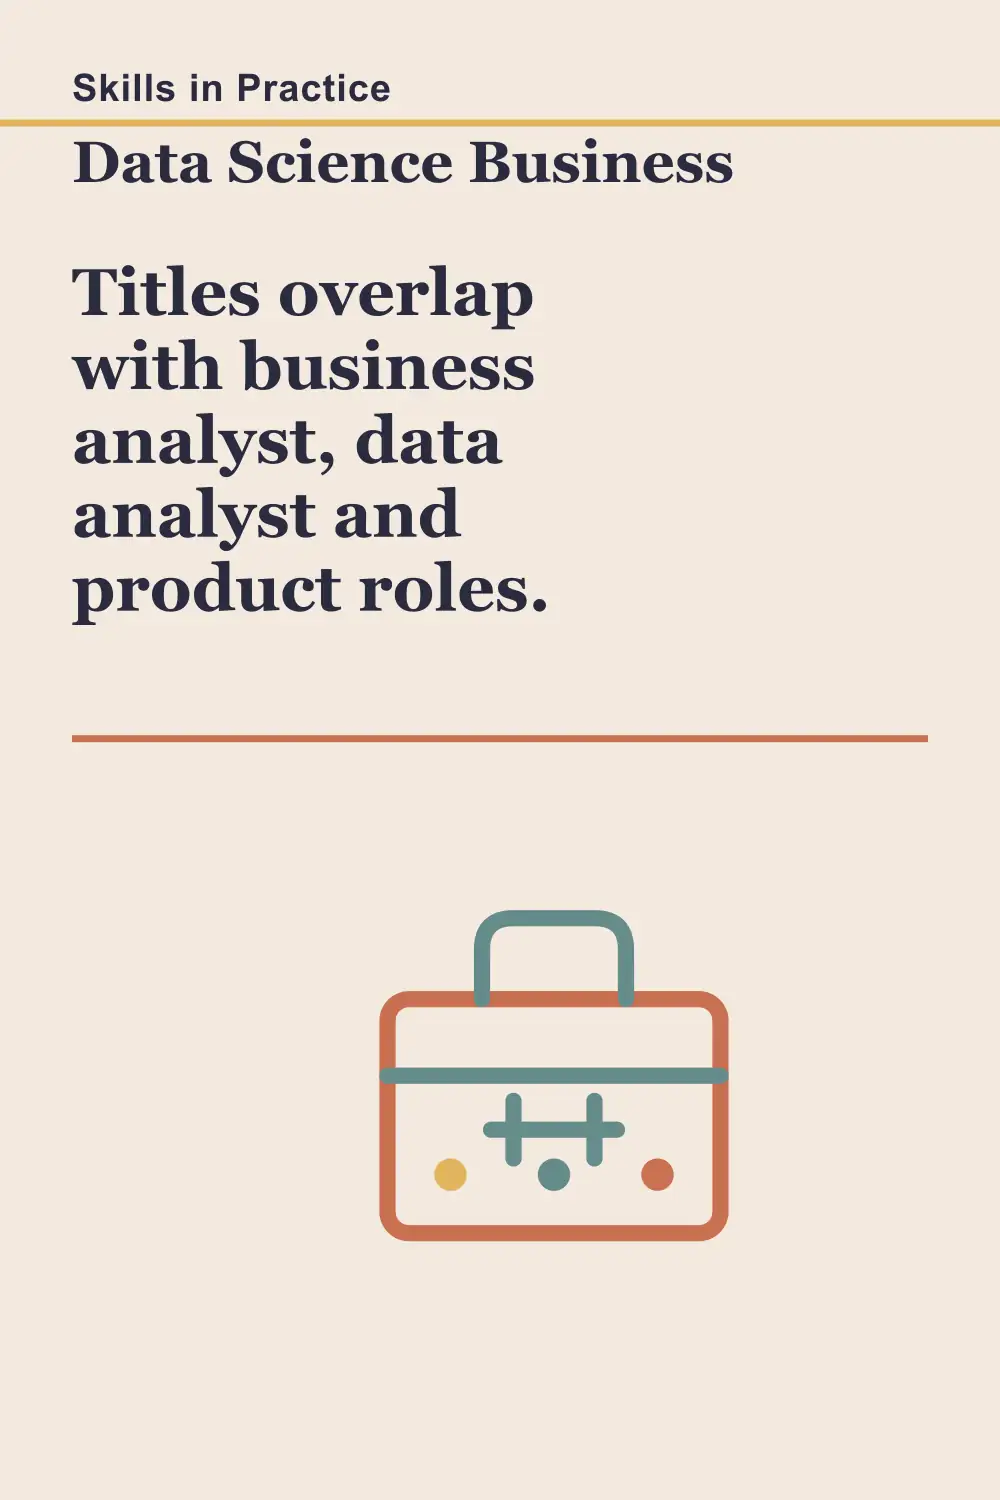 Skills in Practice
Data Science Business
Titles overlap
with business
analyst, data
analyst and
product roles.